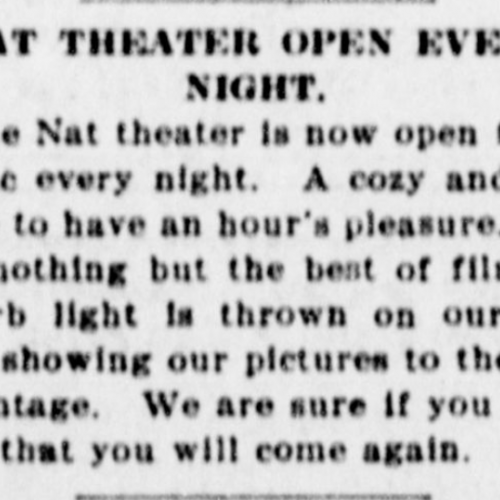 AT THEATER OPEN EVE
NIGHT.
e Nat theater is now open
c every night. A cozy and
to have an hour's pleasure.
nothing but the best of fil
b light is thrown on our
showing our pictures to the
ntage. We are sure if you
that you will come again.